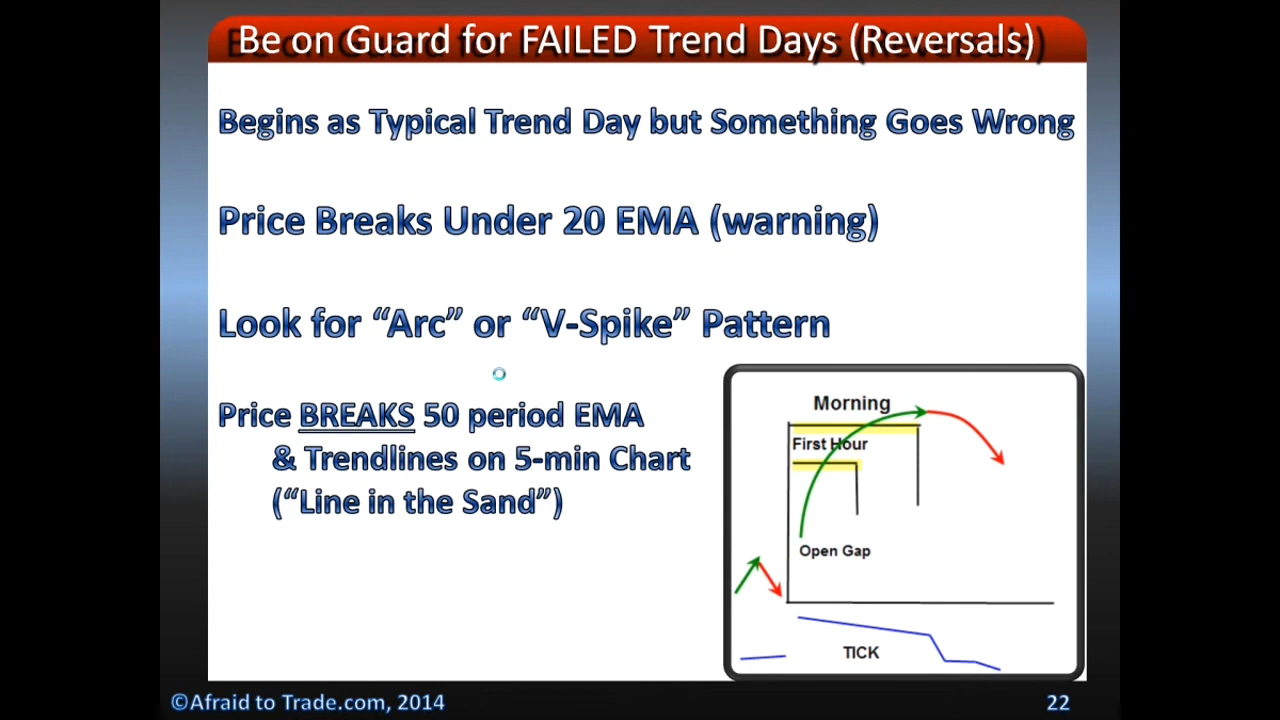 Be on Guard for FAILED Trend Days (Reversals)
Begins as Typical Trend Day but Something Goes Wrong
Price Breaks Under 20 EMA (warning)
Look for “Arc” or “V-Spike” Pattern
Price BREAKS 50 period EMA
& Trendlines on 5-min Chart
(“Line in the Sand”)
Morning
First Hour
Open Gap
TICK
©Afraid to Trade.com, 2014
22